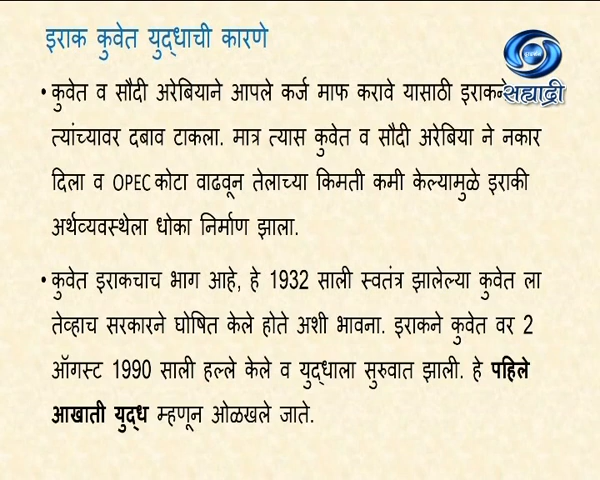 इराक कुवेत युद्धाची कारणे
• कुवेत व सौदी अरेबियाने आपले कर्ज माफ करावे यासाठी इराकने
सह्याद्री
त्यांच्यावर दबाव टाकला. मात्र त्यास कुवेत व सौदी अरेबिया ने नकार
दिला व OPEC कोटा वाढवून तेलाच्या किमती कमी केल्यामुळे इराकी
अर्थव्यवस्थेला धोका निर्माण झाला.
• कुवेत इराकचाच भाग आहे, हे 1932 साली स्वतंत्र झालेल्या कुवेत ला
तेव्हाच सरकारने घोषित केले होते अशी भावना. इराकने कुवेत वर 2
ऑगस्ट 1990 साली हल्ले केले व युद्धाला सुरुवात झाली. हे पहिले
आखाती युद्ध म्हणून ओळखले जाते.